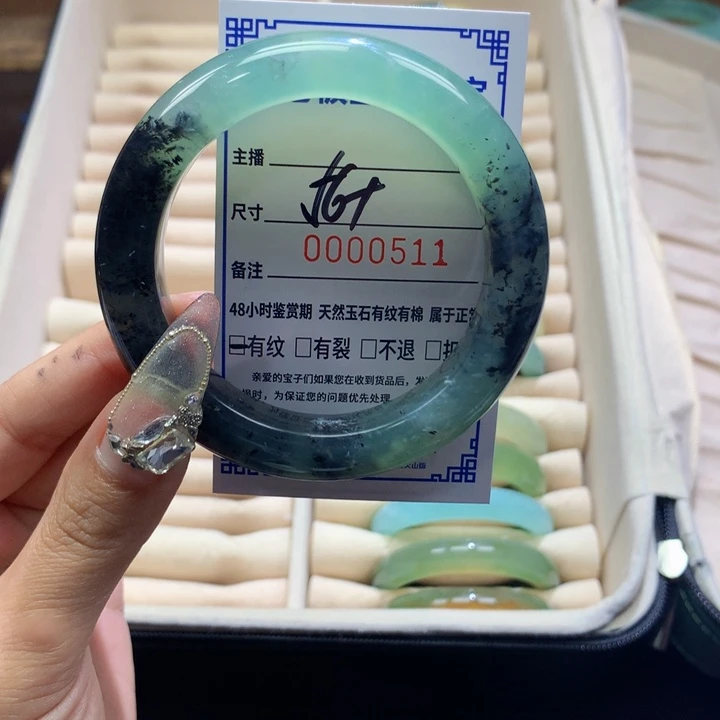 主播
尺寸
0000511
备注
48小时鉴赏期 天然玉石有纹有棉 属于正常
☐有纹 ☐有裂 ☐不退 ☐
亲爱的宝子们如果您在收到货品后，发
时，为保证您的问题优先处理